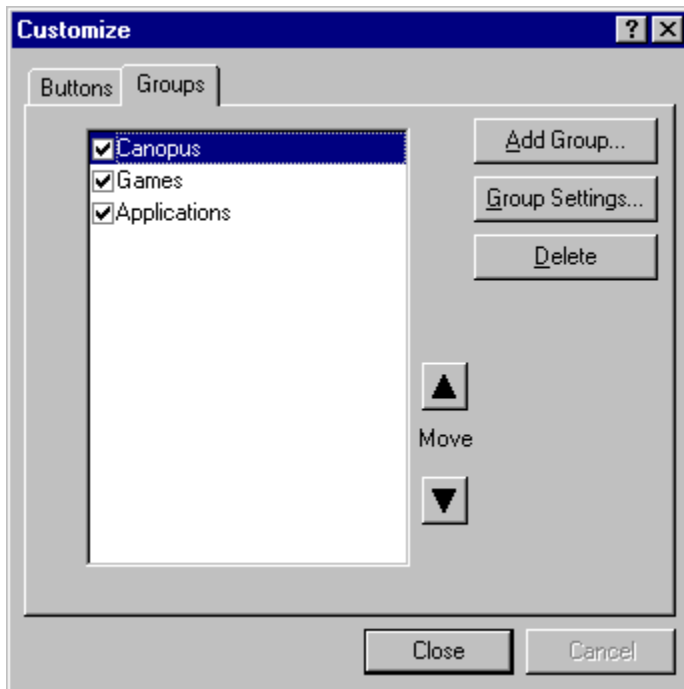 Customize
Buttons
Groups
Canopus
Games
Applications
Add Group...
Group Settings...
Delete
Move
Close
Cancel